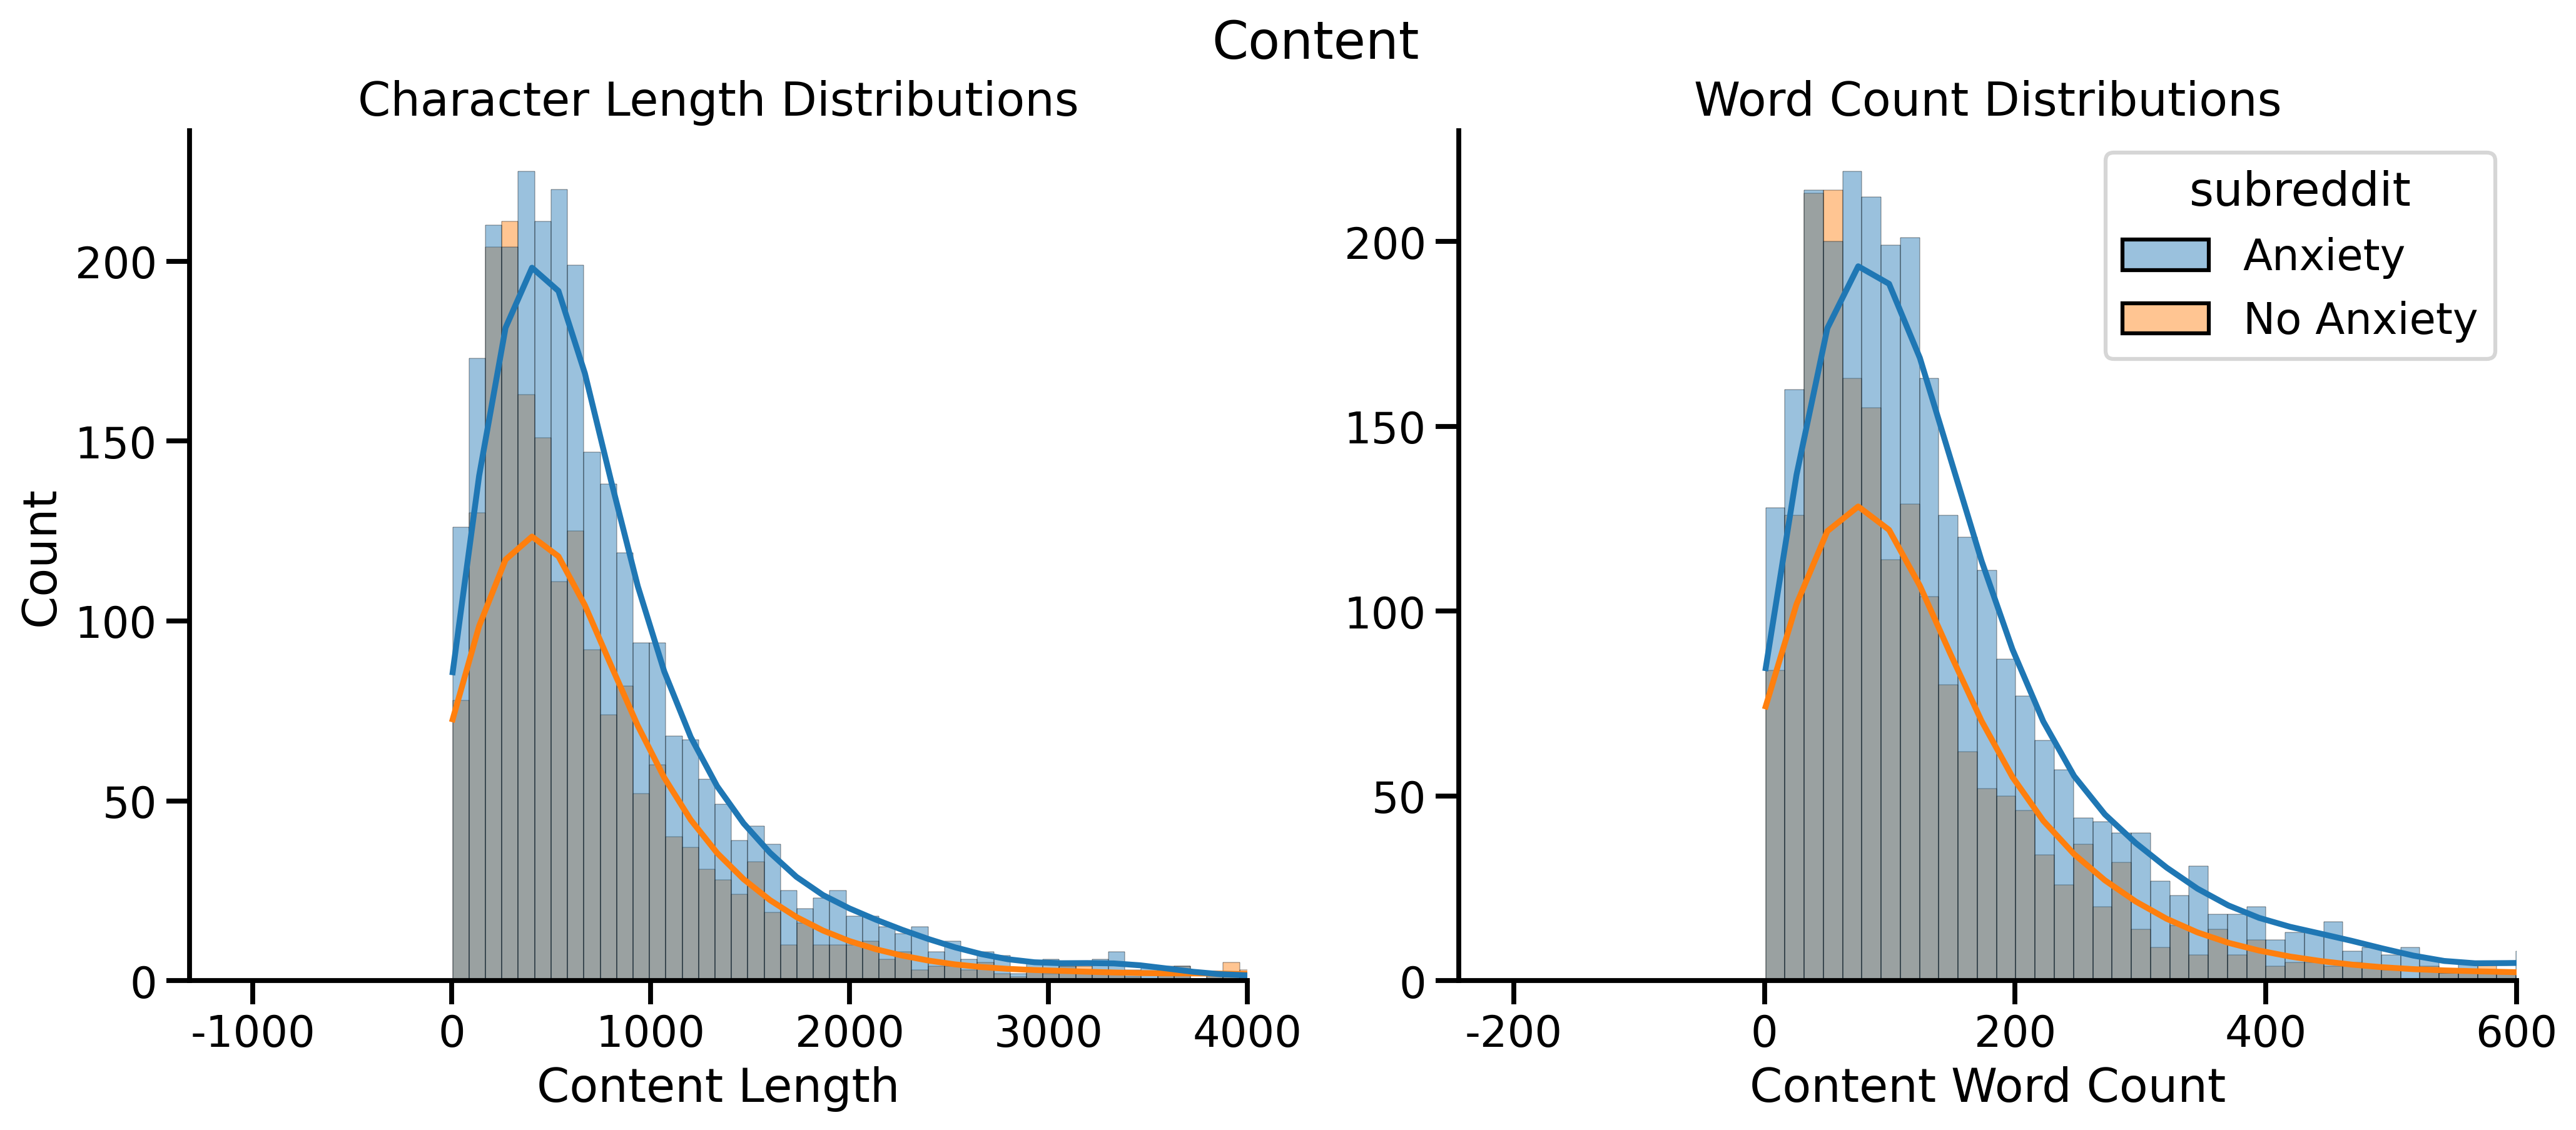 Content
Character Length Distributions
Count
200
150
100
50
0
-1000 0 1000 2000 3000 4000
Content Length
Word Count Distributions
subreddit
Anxiety
No Anxiety
200
150
100
50
0
-200 0 200 400 600
Content Word Count